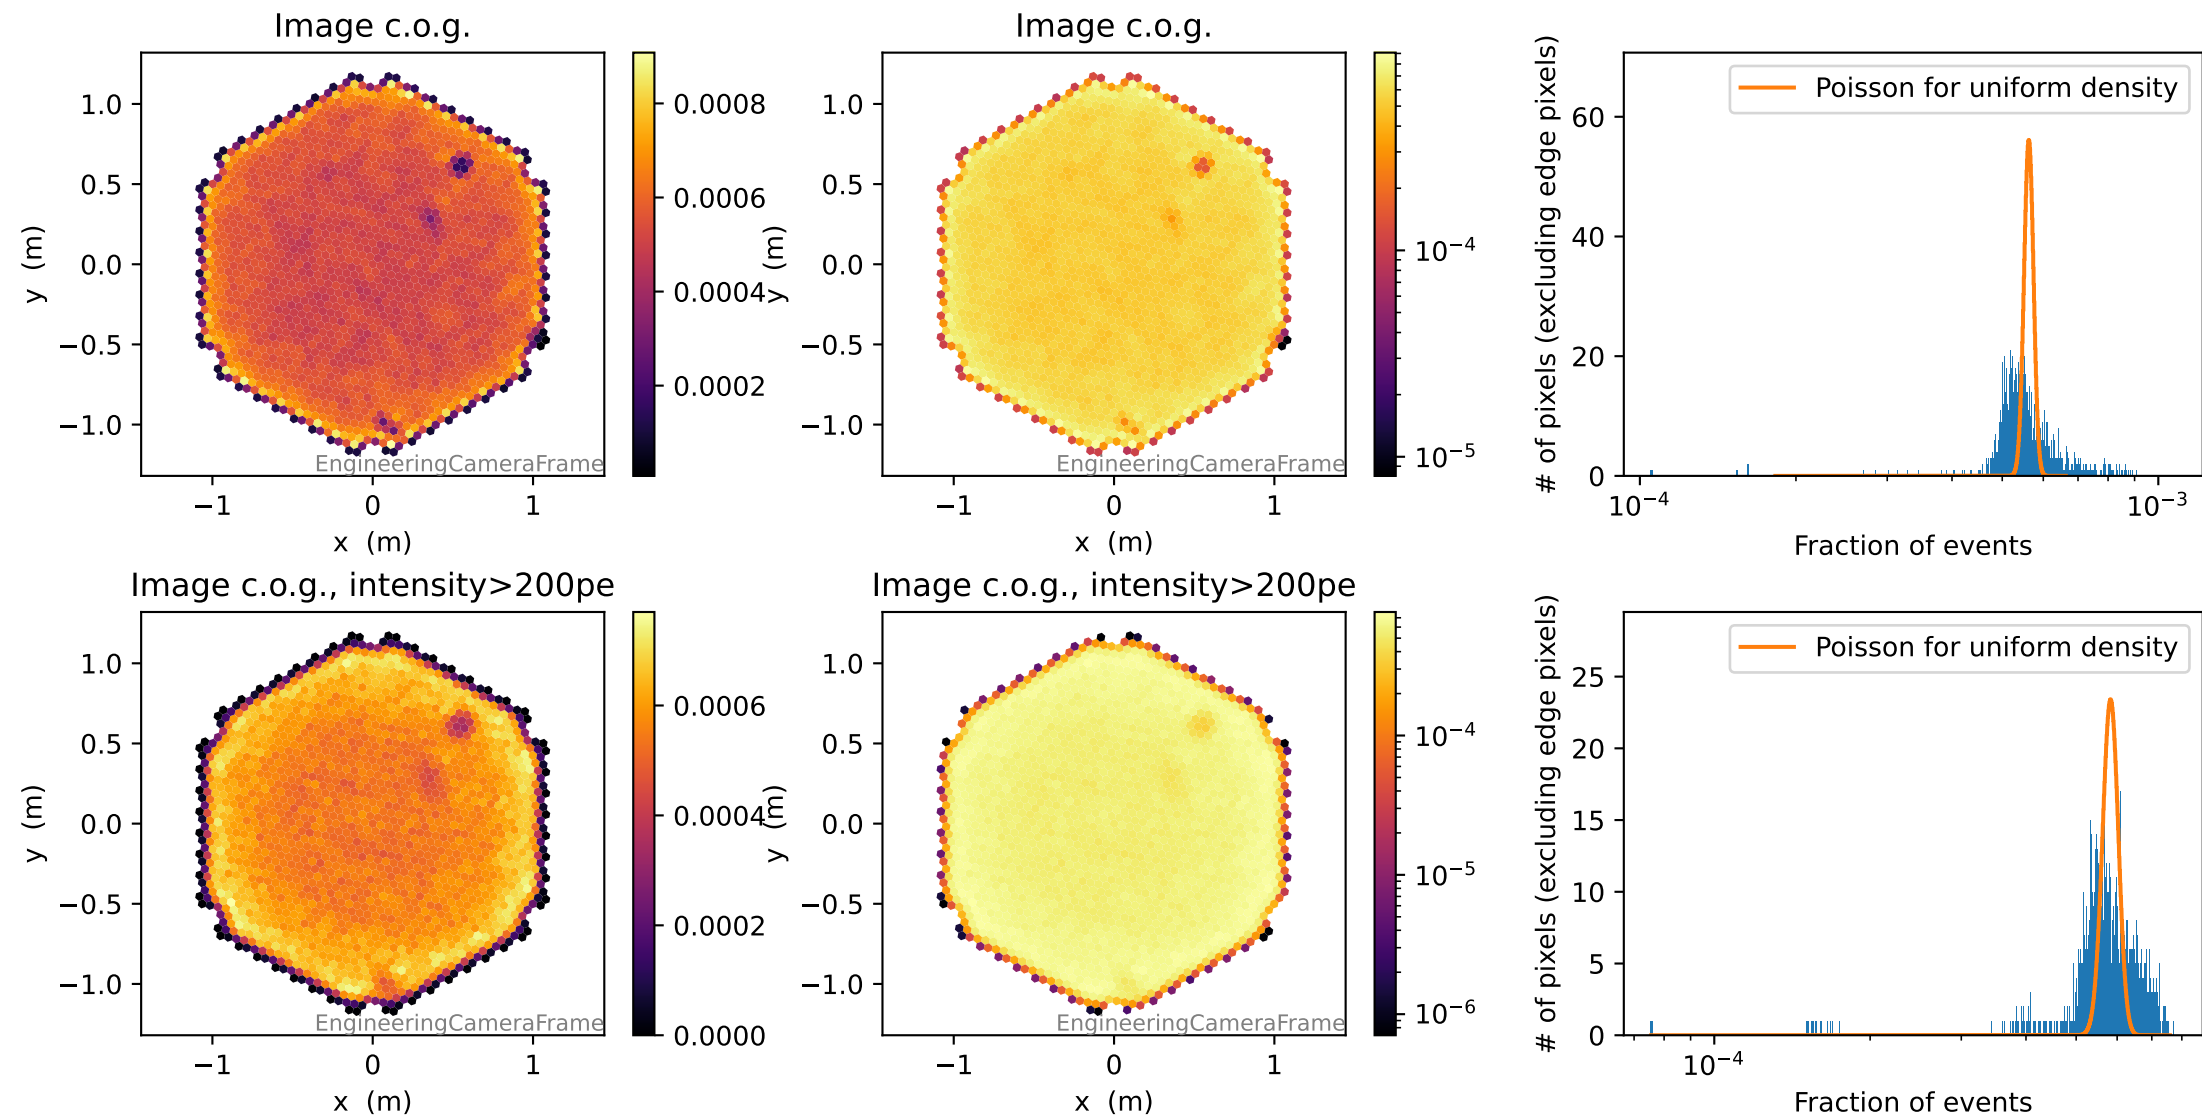 Image c.o.g.
1.0
0.5
0.0
−0.5
−1.0
y (m)
−1
0
1
x (m)
EngineeringCameraFrame
0.0008
0.0006
0.0004
0.0002
Image c.o.g.
1.0
0.5
0.0
−0.5
−1.0
y (m)
−1
0
1
x (m)
EngineeringCameraFrame
10⁻⁴
10⁻⁵
Poisson for uniform density
# of pixels (excluding edge pixels)
60
40
20
0
10⁻⁴
10⁻³
Fraction of events
Image c.o.g., intensity>200pe
1.0
0.5
0.0
−0.5
−1.0
y (m)
−1
0
1
x (m)
EngineeringCameraFrame
0.0006
0.0004
0.0002
0.0000
Image c.o.g., intensity>200pe
1.0
0.5
0.0
−0.5
−1.0
y (m)
−1
0
1
x (m)
EngineeringCameraFrame
10⁻⁴
10⁻⁵
10⁻⁶
Poisson for uniform density
# of pixels (excluding edge pixels)
25
20
15
10
5
0
10⁻⁴
Fraction of events